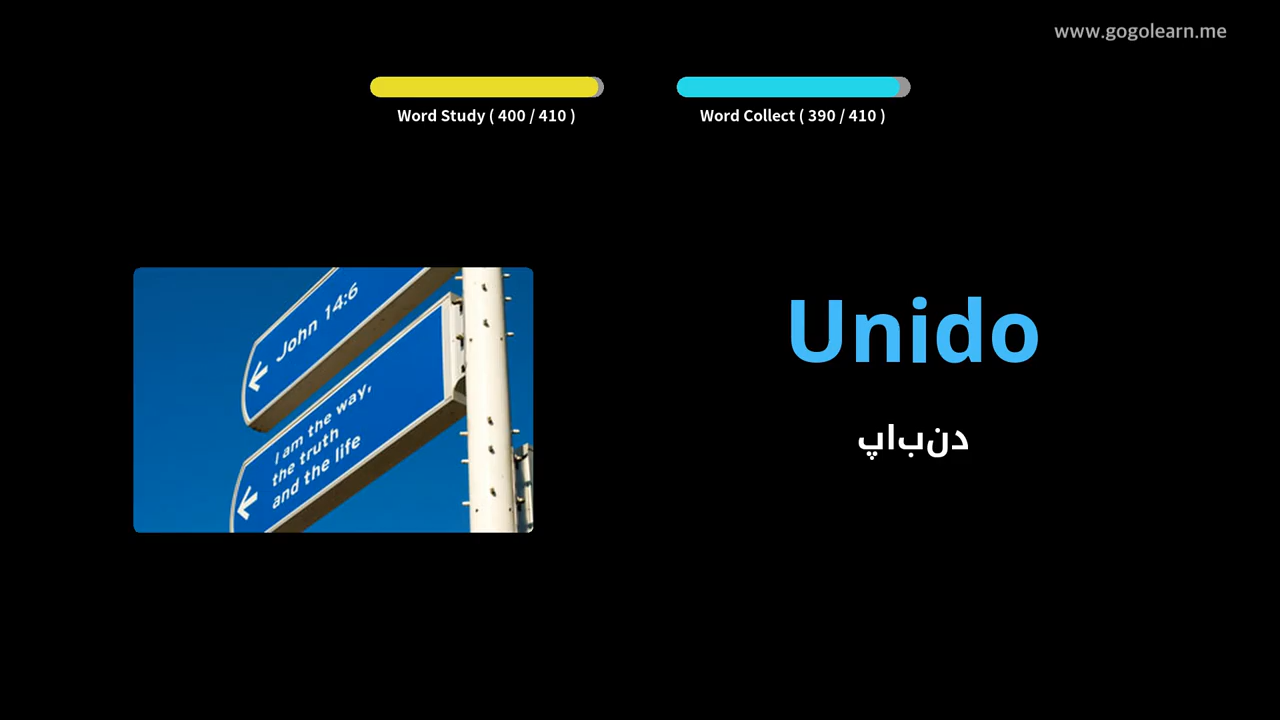 www.gogolearn.me
Word Study ( 400 / 410 )
Word Collect ( 390 / 410 )
John 14:6
I am the way,
the truth
and the life
Unido
دنباپ